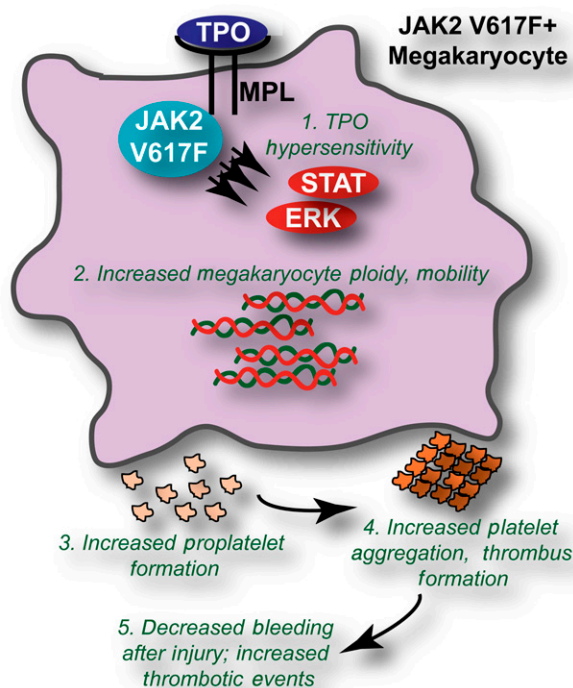 TPO
JAK2 V617F+
Megakaryocyte
MPL
JAK2
V617F
1. TPO
hypersensitivity
STAT
ERK
2. Increased megakaryocyte ploidy, mobility
3. Increased proplatelet
formation
4. Increased platelet
aggregation, thrombus
formation
5. Decreased bleeding
after injury; increased
thrombotic events